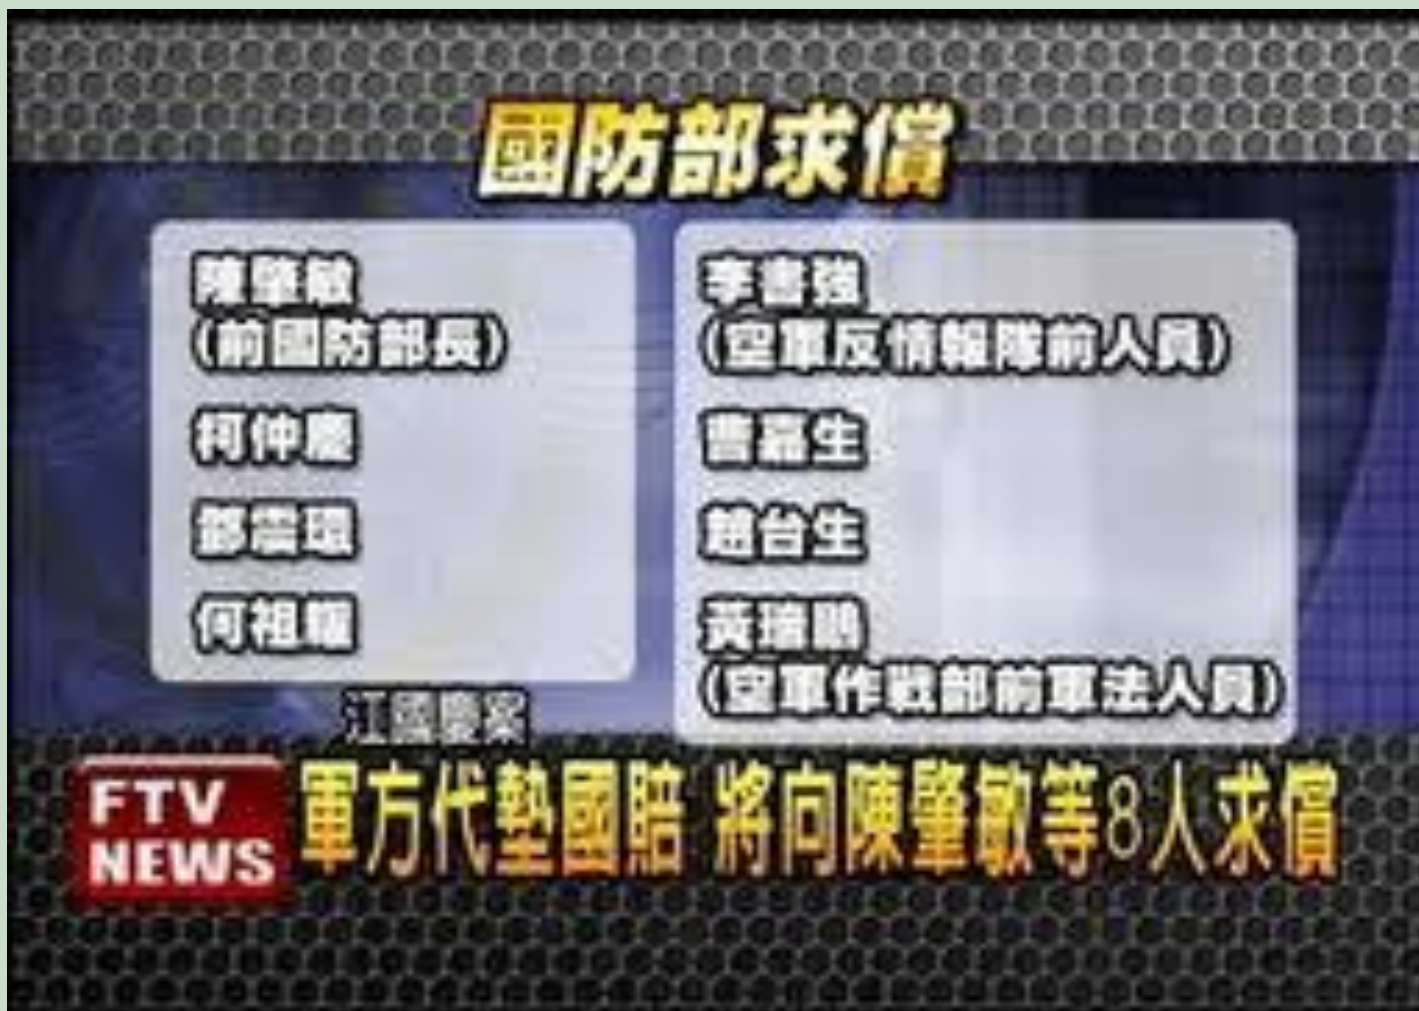 國防部求償
陳肇敏
(前國防部長)
柯仲慶
鄧震環
何祖耀
李書強
(空軍反情報隊前人員)
曹嘉生
趙台生
黃瑞鵬
(空軍作戰部前軍法人員)
江國慶案
FTV
NEWS
軍方代墊國賠 將向陳肇敏等8人求償